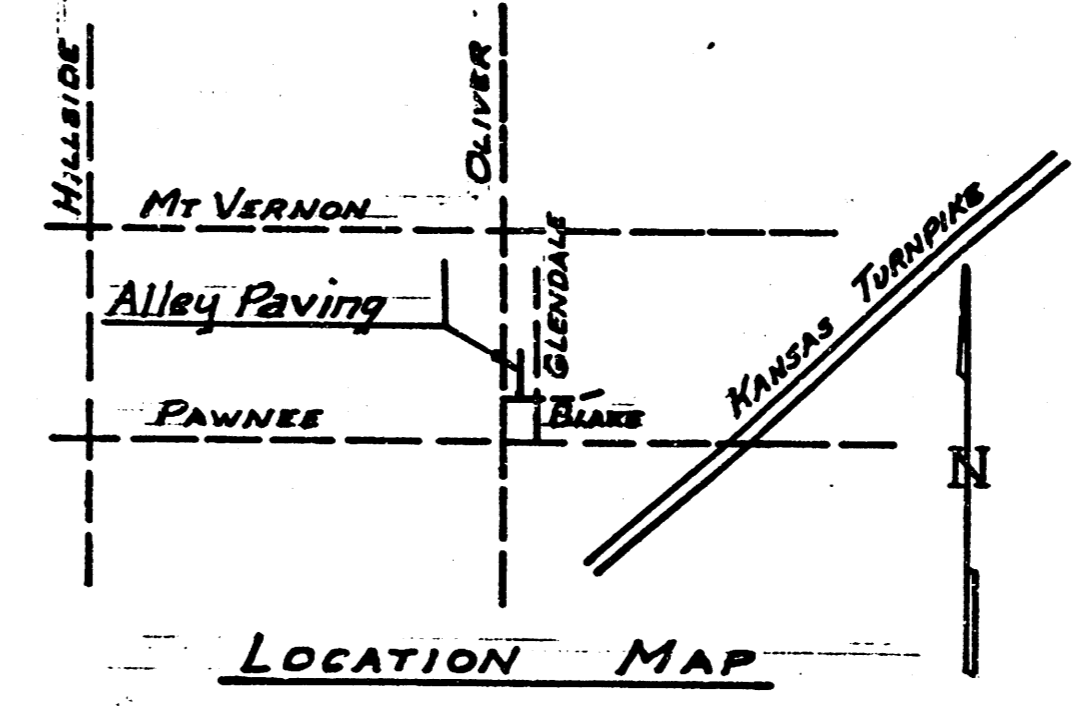 HILLSIDE
OLIVER
MT VERNON
GLENDALE
KANSAS TURNPIKE
Alley Paving
PAWNEE
BLAKE
N
LOCATION MAP